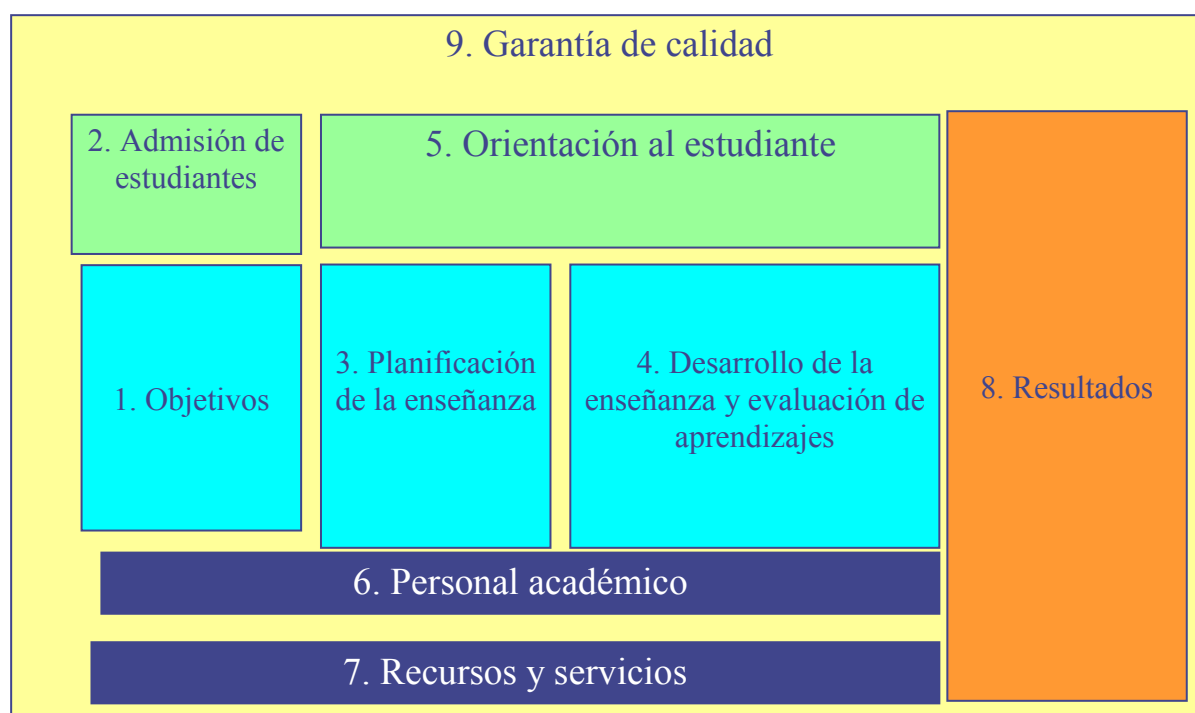 9. Garantía de calidad
2. Admisión de
estudiantes
5. Orientación al estudiante
1. Objetivos
3. Planificación
de la enseñanza
4. Desarrollo de la
enseñanza y evaluación de
aprendizajes
8. Resultados
6. Personal académico
7. Recursos y servicios